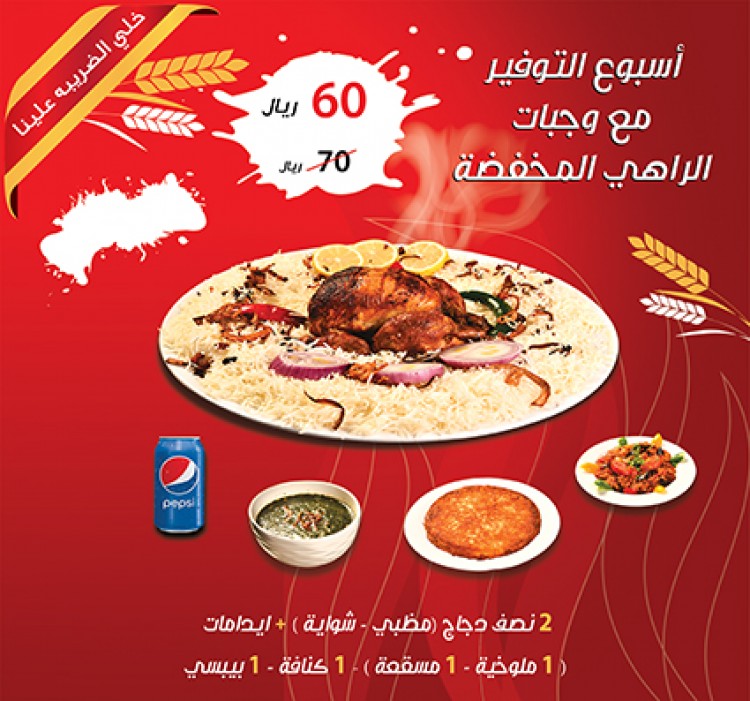 خلي الضريبه علينا
أسبوع التوفير
مع وجبات
الراهي المخفضة
60 ريال
70 ريال
pepsi
2 نصف دجاج (مظبي - شواية ) + ايدامات
( 1 ملوخية - 1 مسقعة ) - 1 كنافة - 1 بيبسي